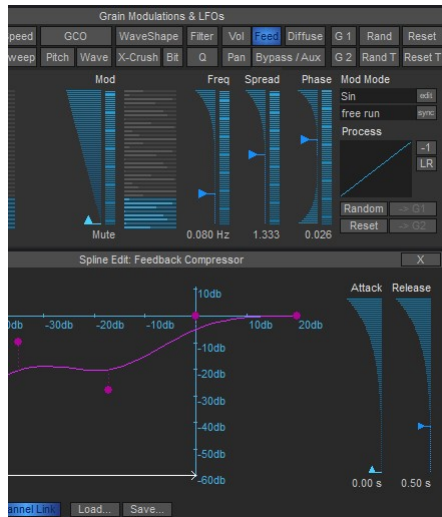 Grain Modulations & LFOs
peed GCO WaveShape Filter Vol Feed Diffuse G 1 Rand Reset
weep Pitch Wave X-Crush Bit Q Pan Bypass / Aux G 2 Rand T Reset T
Mod Freq Spread Phase Mod Mode
Sin edit
free run sync
Process
-1
LR
Random -> G1
Reset -> G2
Mute 0.080 Hz 1.333 0.026
Spline Edit: Feedback Compressor X
10db Attack Release
0db -30db -20db -10db 10db 20db
-10db
-20db
-30db
-40db
-50db
-60db
0.00 s 0.50 s
annel Link Load... Save...